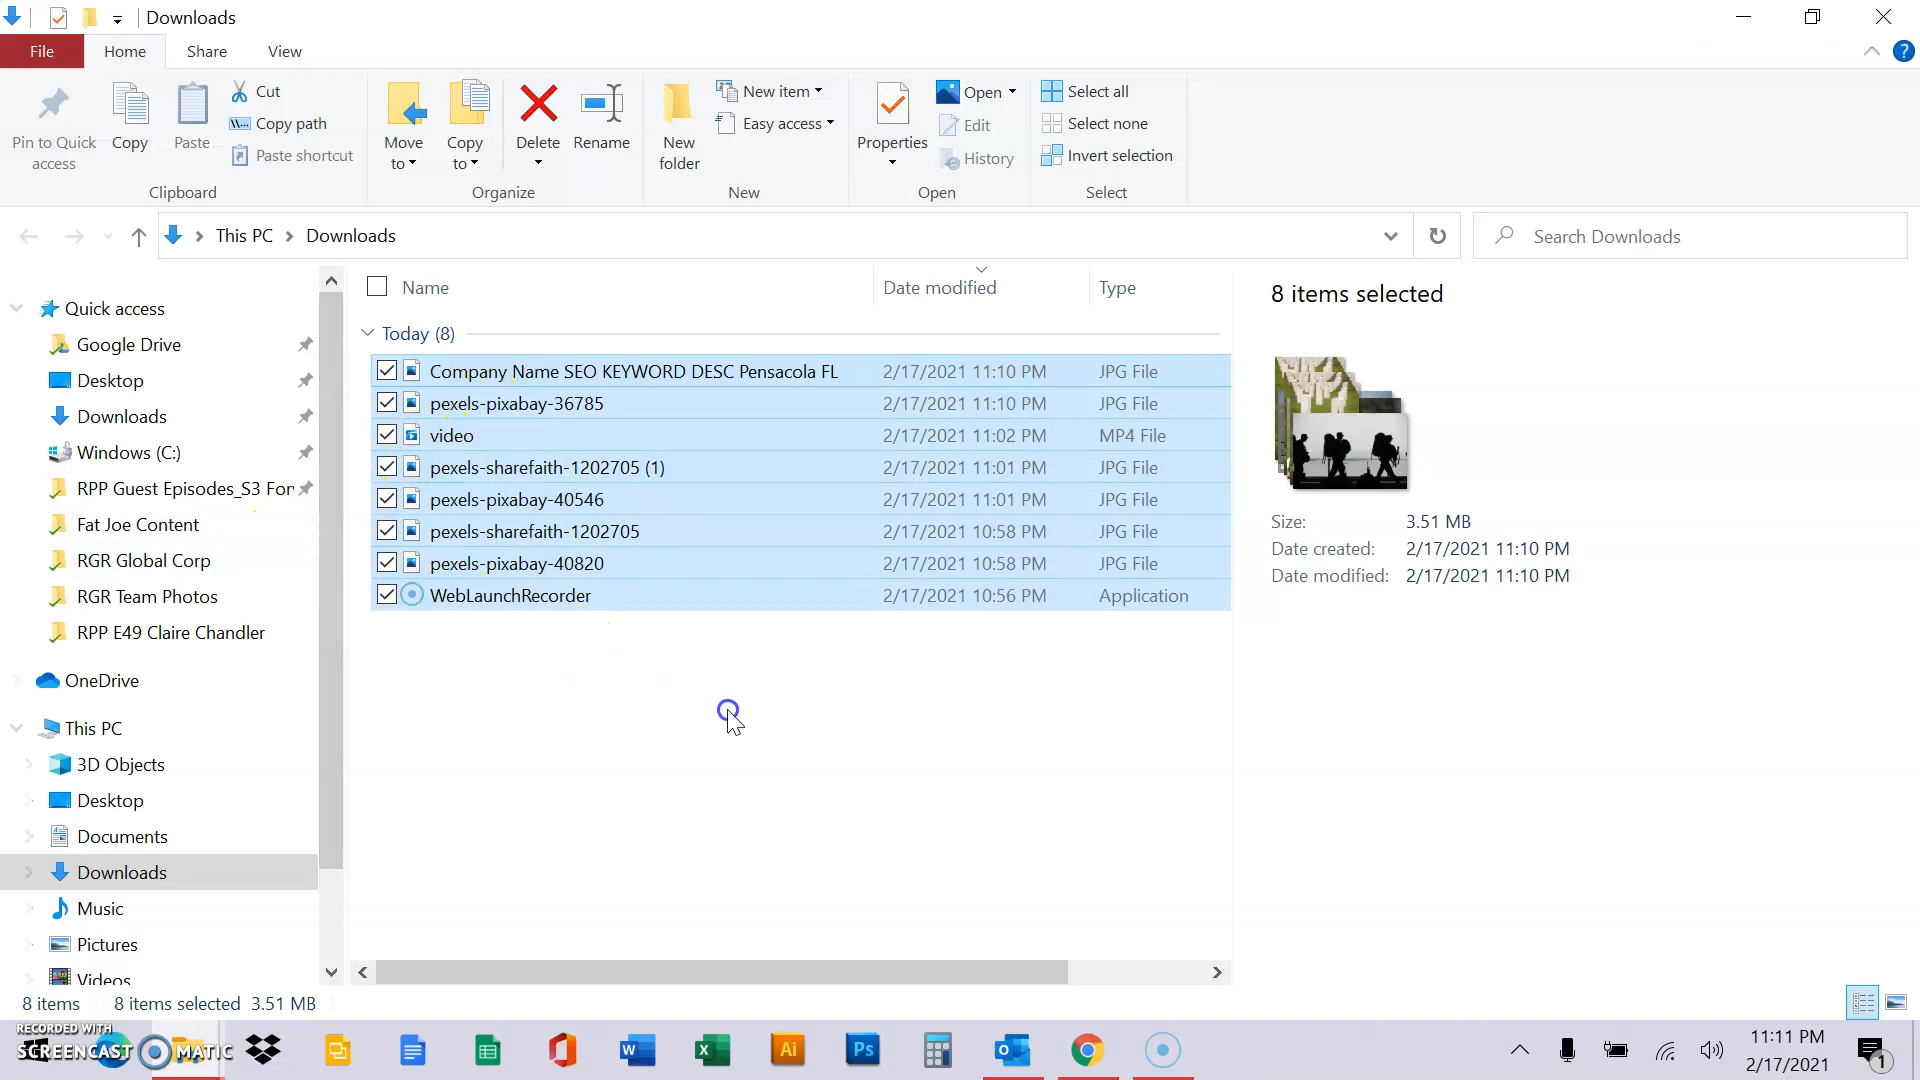 Downloads
File Home Share View
Pin to Quick access
Copy
Paste
Cut
Copy path
Paste shortcut
Clipboard
Move to
Copy to
Delete
Rename
Organize
New folder
New item
Easy access
New
Properties
Open
Edit
History
Open
Select all
Select none
Invert selection
Select
This PC > Downloads
Search Downloads
Quick access
Google Drive
Desktop
Downloads
Windows (C:)
RPP Guest Episodes_S3 For
Fat Joe Content
RGR Global Corp
RGR Team Photos
RPP E49 Claire Chandler
OneDrive
This PC
3D Objects
Desktop
Documents
Downloads
Music
Pictures
Videos
Name Date modified Type
Today (8)
Company Name SEO KEYWORD DESC Pensacola FL 2/17/2021 11:10 PM JPG File
pexels-pixabay-36785 2/17/2021 11:10 PM JPG File
video 2/17/2021 11:02 PM MP4 File
pexels-sharefaith-1202705 (1) 2/17/2021 11:01 PM JPG File
pexels-pixabay-40546 2/17/2021 11:01 PM JPG File
pexels-sharefaith-1202705 2/17/2021 10:58 PM JPG File
pexels-pixabay-40820 2/17/2021 10:58 PM JPG File
WebLaunchRecorder 2/17/2021 10:56 PM Application
8 items selected
Size: 3.51 MB
Date created: 2/17/2021 11:10 PM
Date modified: 2/17/2021 11:10 PM
8 items 8 items selected 3.51 MB
RECORDED WITH
SCREENCAST MATIC
W
X
Ai
Ps
11:11 PM
2/17/2021
1